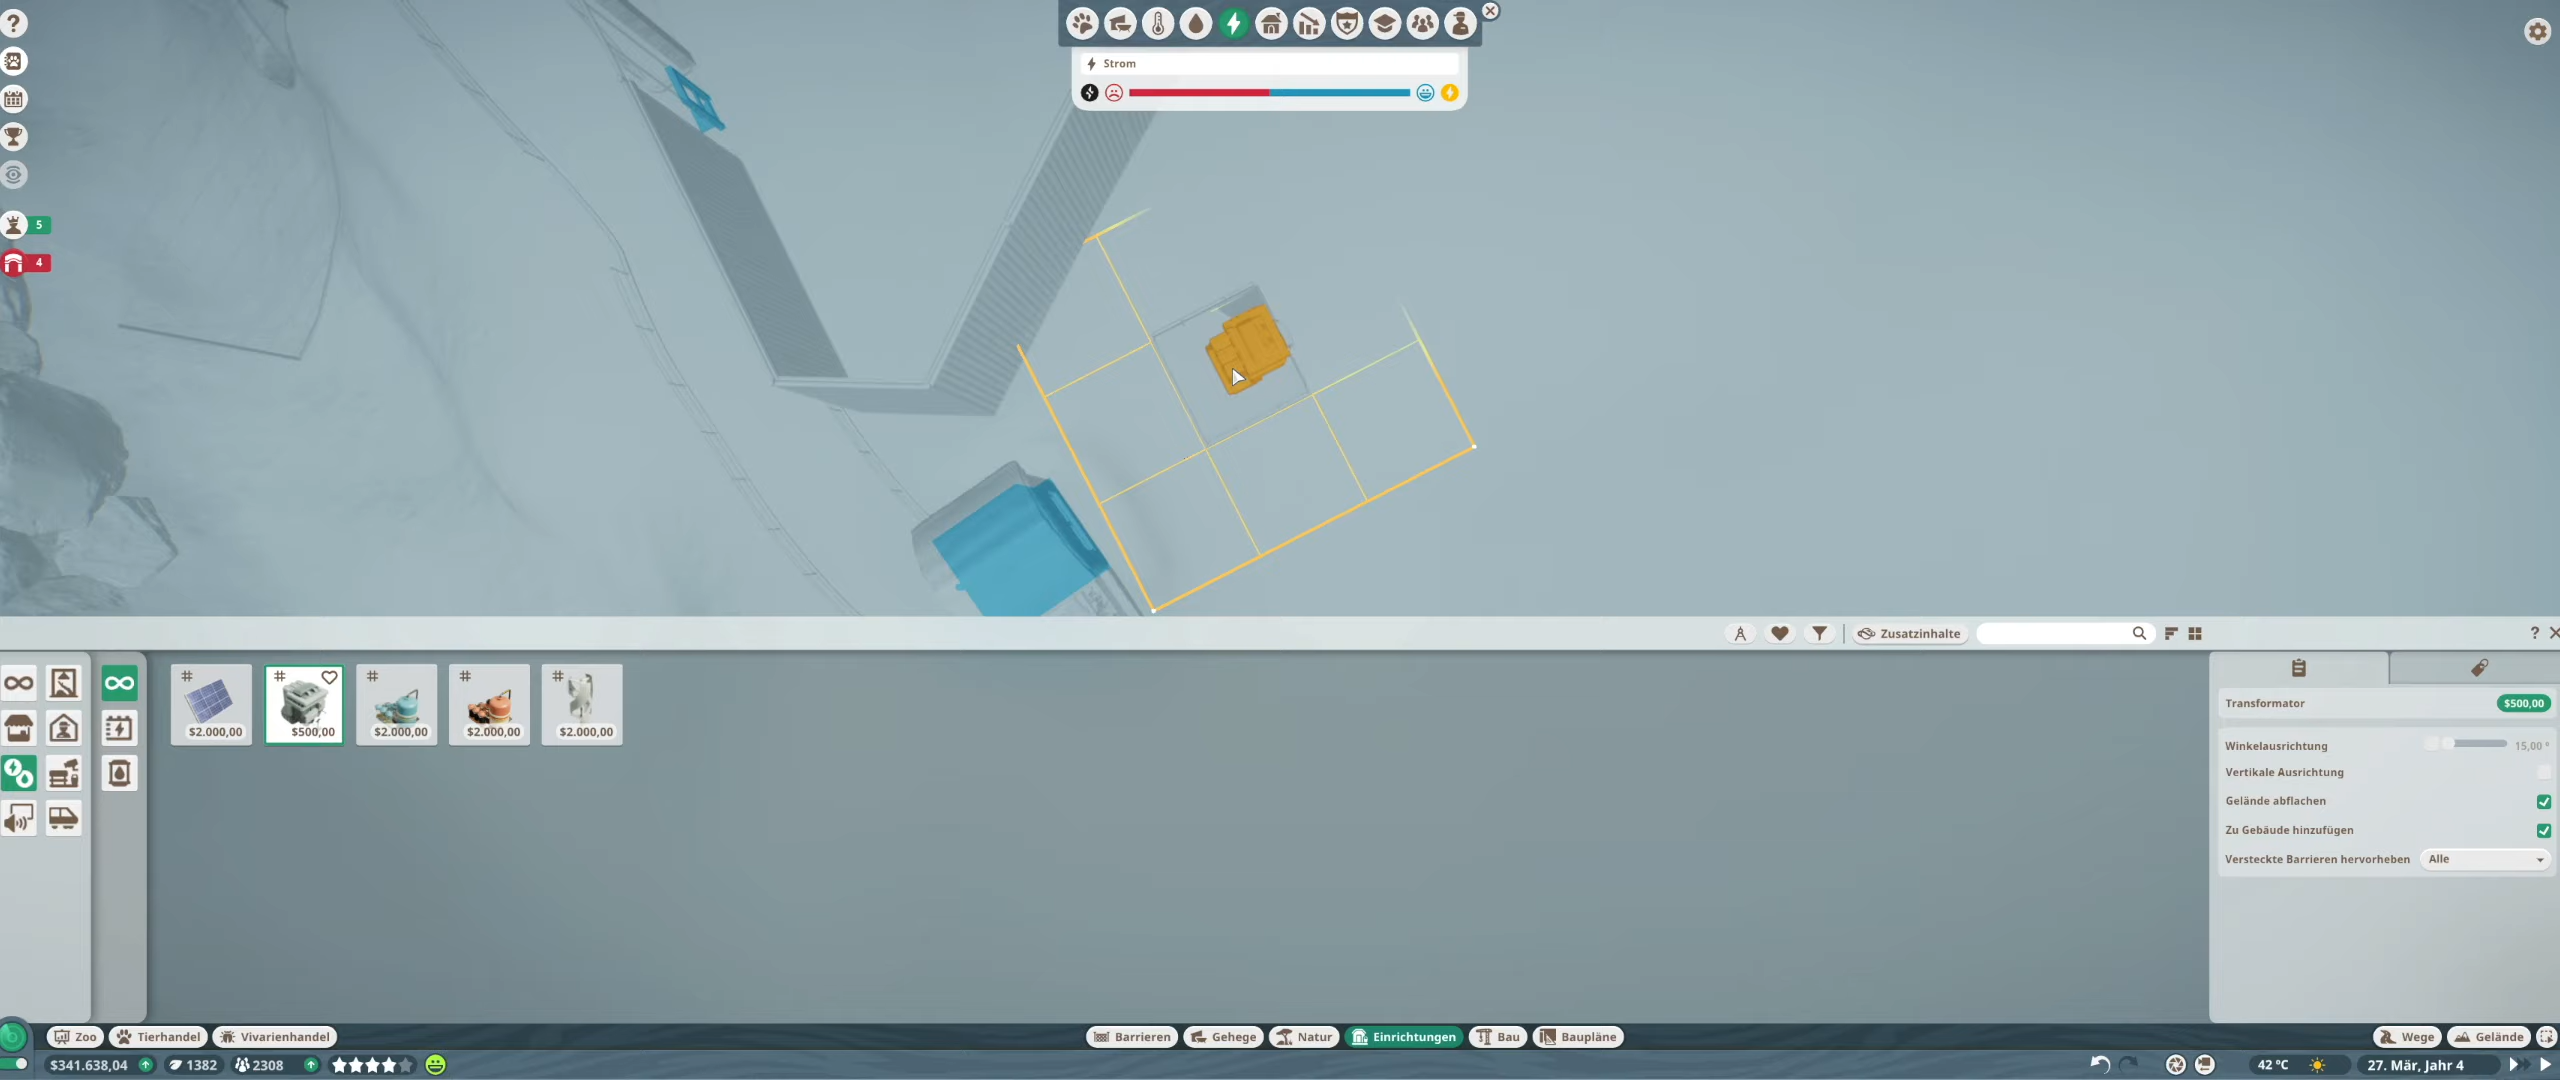 Strom
5
4
Zusatzinhalte
?
$2.000,00
$500,00
$2.000,00
$2.000,00
$2.000,00
Transformator
$500,00
Winkelausrichtung
15,00 °
Vertikale Ausrichtung
Gelände abflachen
Zu Gebäude hinzufügen
Versteckte Barrieren hervorheben
Alle
Zoo
Tierhandel
Vivarienhandel
Barrieren
Gehege
Natur
Einrichtungen
Bau
Baupläne
Wege
Gelände
$341.638,04
1382
2308
42 °C
27. Mär, Jahr 4